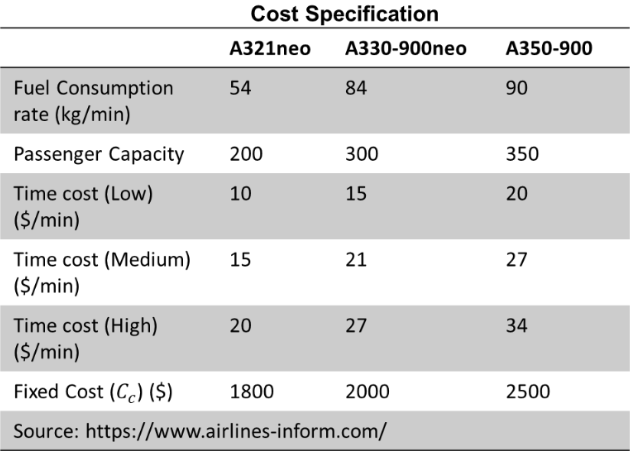 Cost Specification
A321neo A330-900neo A350-900
Fuel Consumption 54 84 90
rate (kg/min)
Passenger Capacity 200 300 350
Time cost (Low) 10 15 20
($/min)
Time cost (Medium) 15 21 27
($/min)
Time cost (High) 20 27 34
($/min)
Fixed Cost (𝐶𝑐) ($) 1800 2000 2500
Source: https://www.airlines-inform.com/